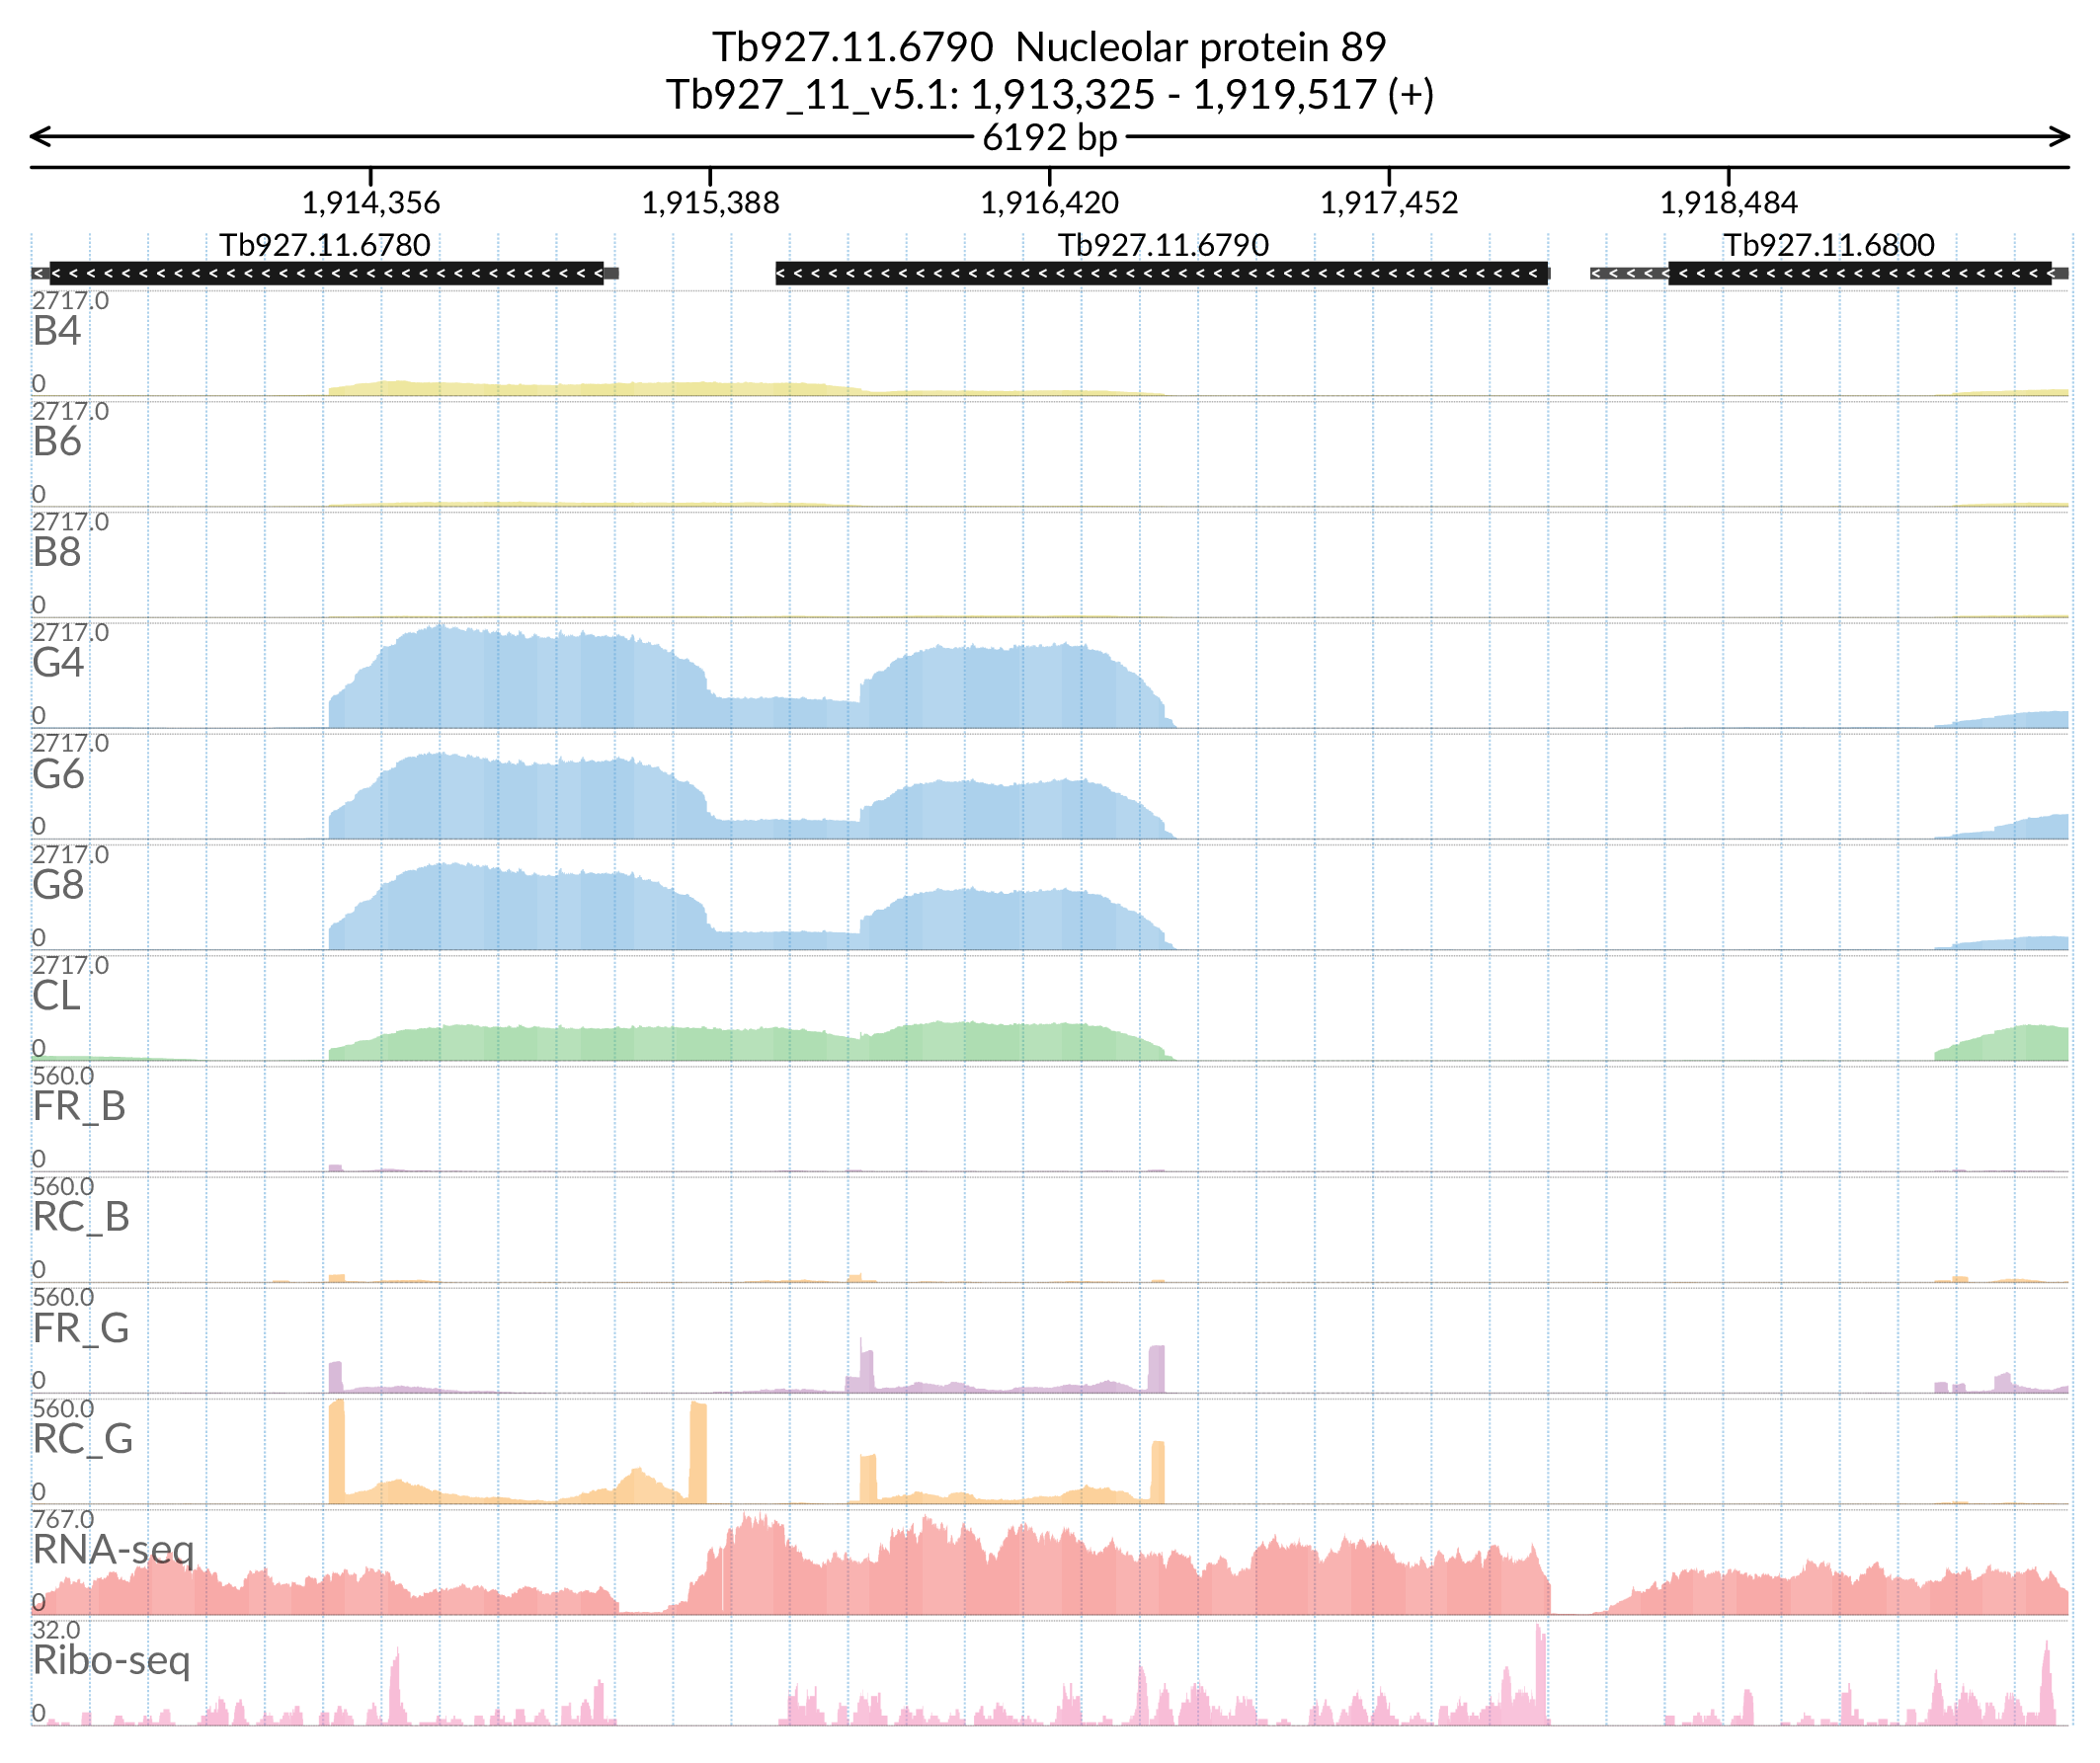 Tb927.11.6790  Nucleolar protein 89
Tb927_11_v5.1: 1,913,325 - 1,919,517 (+)
6192 bp
1,914,356 1,915,388 1,916,420 1,917,452 1,918,484
Tb927.11.6780 Tb927.11.6790 Tb927.11.6800
2717.0
B4
0
2717.0
B6
0
2717.0
B8
0
2717.0
G4
0
2717.0
G6
0
2717.0
G8
0
2717.0
CL
0
560.0
FR_B
0
560.0
RC_B
0
560.0
FR_G
0
560.0
RC_G
0
767.0
RNA-seq
0
32.0
Ribo-seq
0